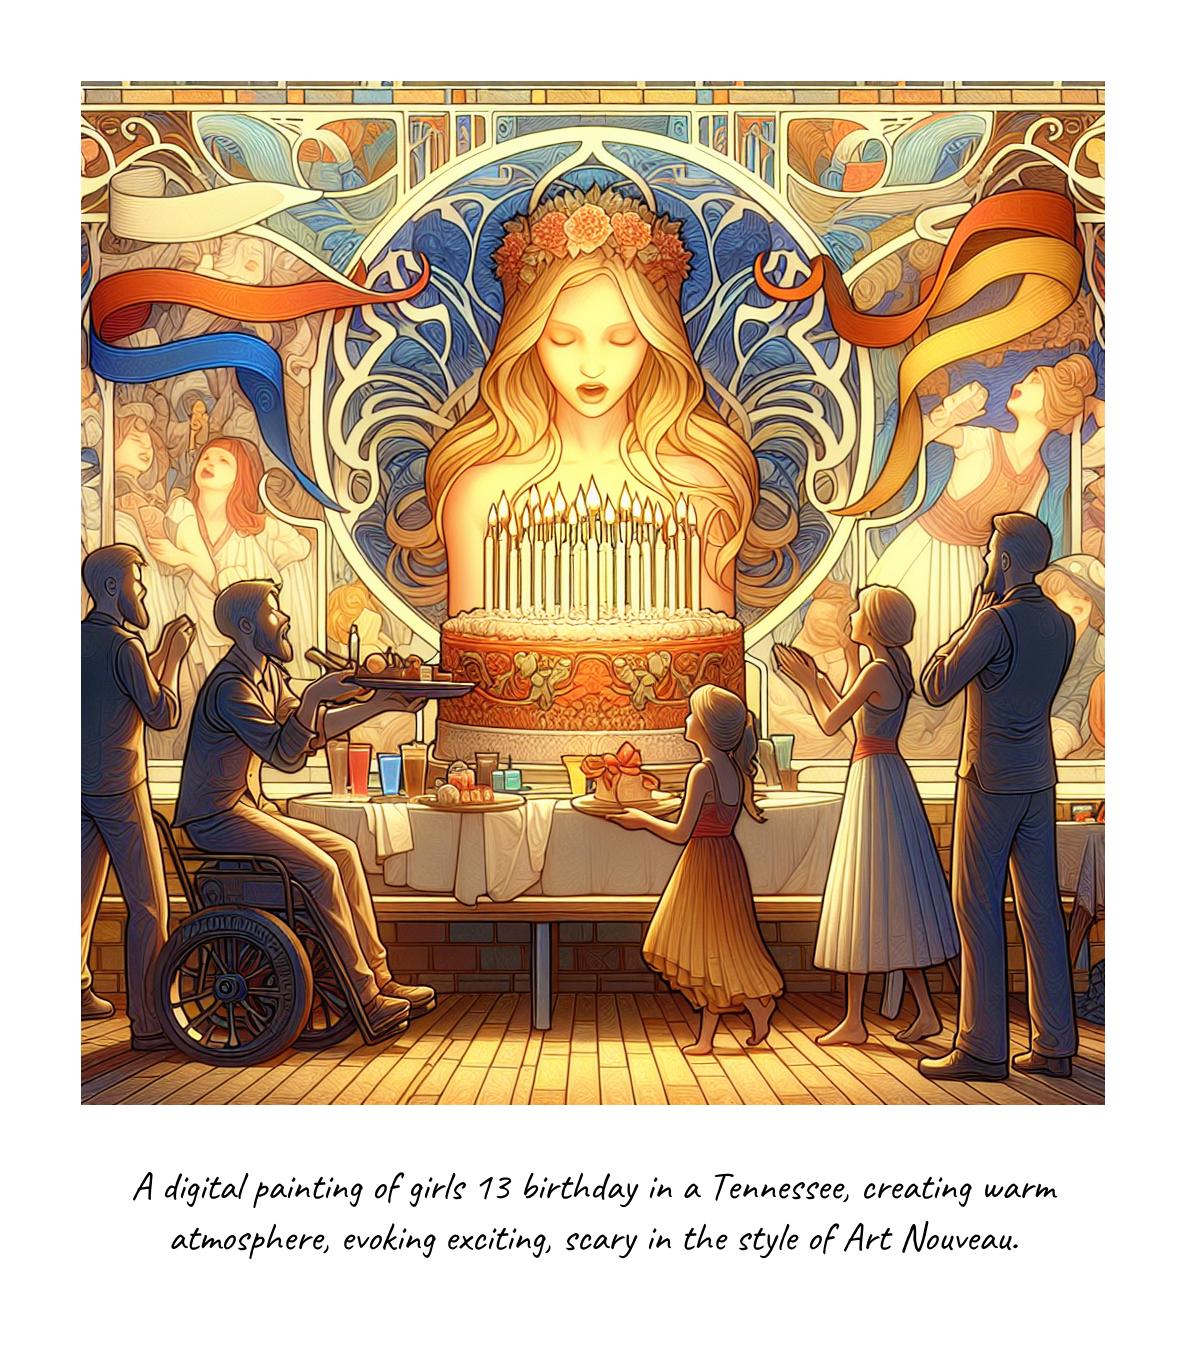 A digital painting of girls 13 birthday in a Tennessee, creating warm
atmosphere, evoking exciting, scary in the style of Art Nouveau.